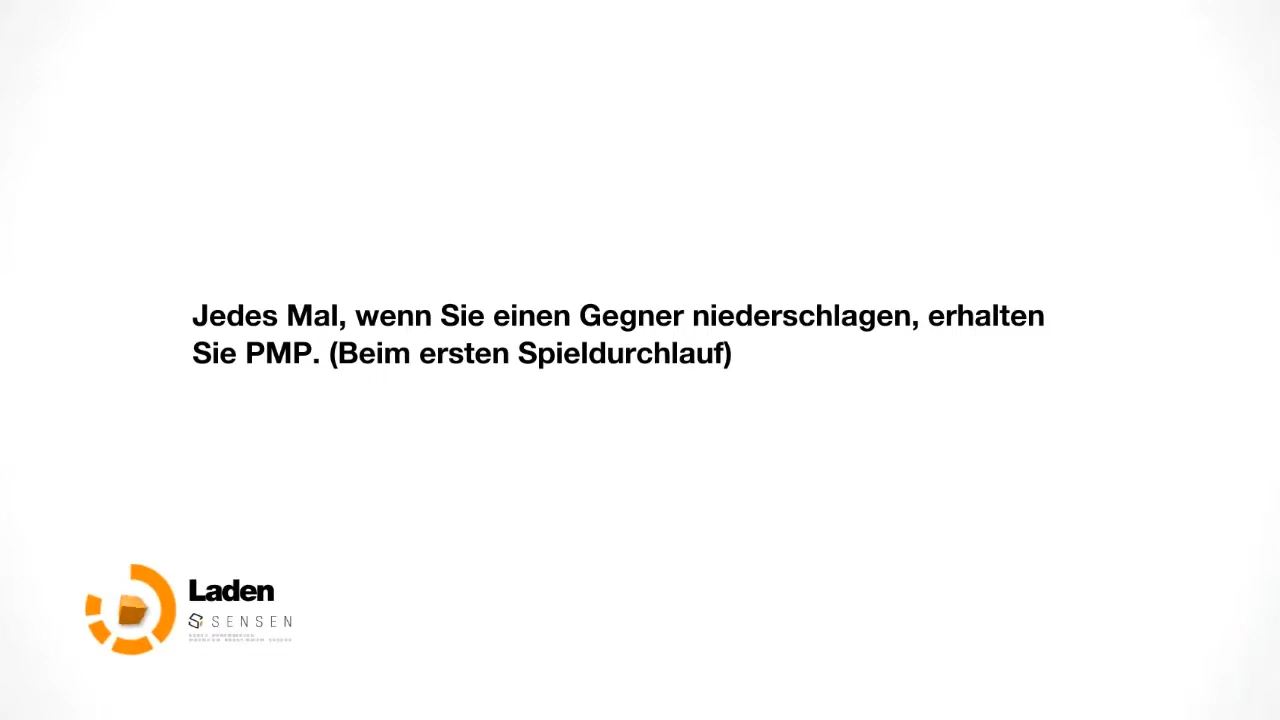 Jedes Mal, wenn Sie einen Gegner niederschlagen, erhalten
Sie PMP. (Beim ersten Spieldurchlauf)
Laden
SENSEN